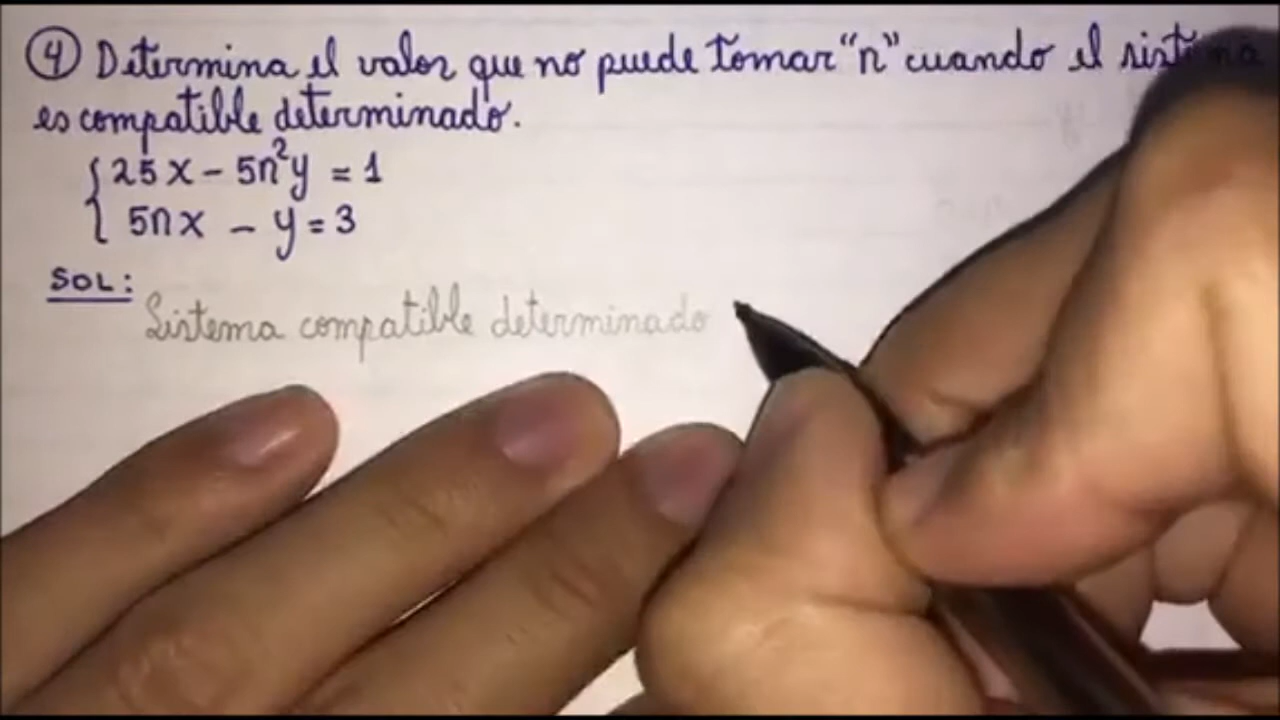 ④ Determina el valor que no puede tomar "n" cuando el sistema
es compatible determinado.
25x - 5n²y = 1
5nx - y = 3
SOL:
Sistema compatible determinado